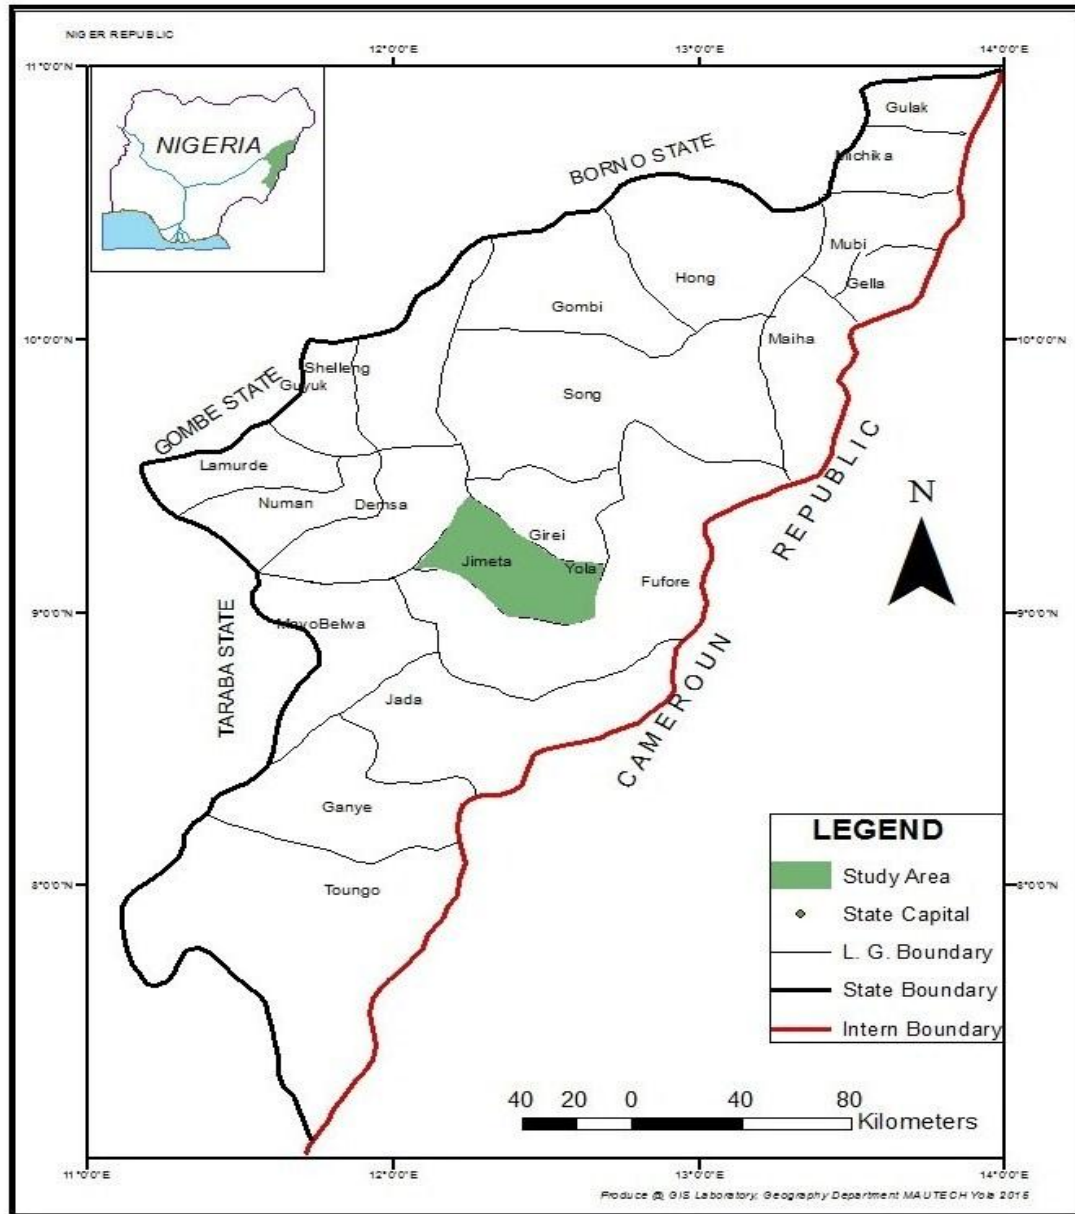 NIGER REPUBLIC
12°0'0"E
13°0'0"E
14°0'0"E
11°0'0"N
11°0'0"N
NIGERIA
BORNO STATE
Gulak
Michika
Mubi
Gella
Hong
Gombi
Maiha
10°0'0"N
10°0'0"N
Shelleng
Guyuk
GOMBE STATE
Song
Lamurde
Numan
Demsa
Girei
Jimeta
Yola
Fufore
REPUBLIC
N
9°0'0"N
9°0'0"N
MayoBelwa
TARABA STATE
CAMEROUN
Jada
Ganye
Toungo
8°0'0"N
8°0'0"N
LEGEND
Study Area
State Capital
L. G. Boundary
State Boundary
Intern Boundary
40 20 0 40 80
Kilometers
11°0'0"E
12°0'0"E
13°0'0"E
14°0'0"E
Produce @, GIS Laboratory, Geography Department MAUTECH Yola 2015